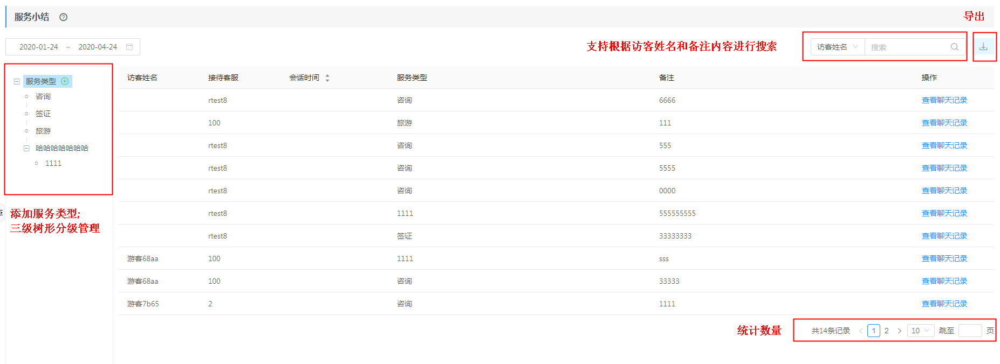 服务小结
导出
2020-01-24 ~ 2020-04-24
支持根据访客姓名和备注内容进行搜索
访客姓名 搜索
服务类型
咨询
签证
旅游
哈哈哈哈哈哈哈
1111
添加服务类型;
三级树形分级管理
访客姓名 接待客服 会话时间 服务类型 备注 操作
rtest8 咨询 6666 查看聊天记录
100 旅游 111 查看聊天记录
rtest8 咨询 555 查看聊天记录
rtest8 咨询 5555 查看聊天记录
rtest8 咨询 0000 查看聊天记录
rtest8 1111 555555555 查看聊天记录
rtest8 签证 33333333 查看聊天记录
游客68aa 100 1111 sss 查看聊天记录
游客68aa 100 咨询 33333 查看聊天记录
游客7b65 2 咨询 1111 查看聊天记录
统计数量
共14条记录 < 1 2 > 10 跳至 页